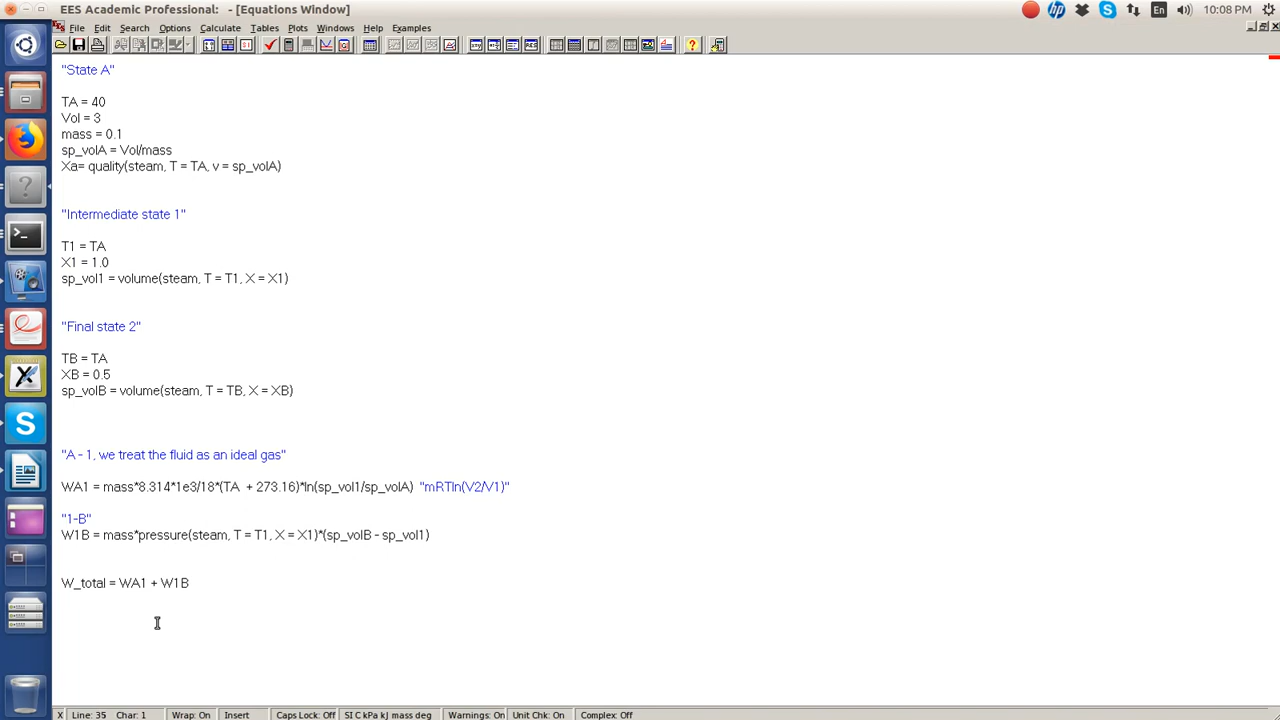 EES Academic Professional: - [Equations Window]
En 10:08 PM
File Edit Search Options Calculate Tables Plots Windows Help Examples
"State A"
TA = 40
Vol = 3
mass = 0.1
sp_volA = Vol/mass
Xa= quality(steam, T = TA, v = sp_volA)
"Intermediate state 1"
T1 = TA
X1 = 1.0
sp_vol1 = volume(steam, T = T1, X = X1)
"Final state 2"
TB = TA
XB = 0.5
sp_volB = volume(steam, T = TB, X = XB)
"A - 1, we treat the fluid as an ideal gas"
WA1 = mass*8.314*1e3/18*(TA + 273.16)*ln(sp_vol1/sp_volA) "mRTln(V2/V1)"
"1-B"
W1B = mass*pressure(steam, T = T1, X = X1)*(sp_volB - sp_vol1)
W_total = WA1 + W1B
X Line: 35 Char: 1 Wrap: On Insert Caps Lock: Off SI C kPa kJ mass deg Warnings: On Unit Chk: On Complex: Off